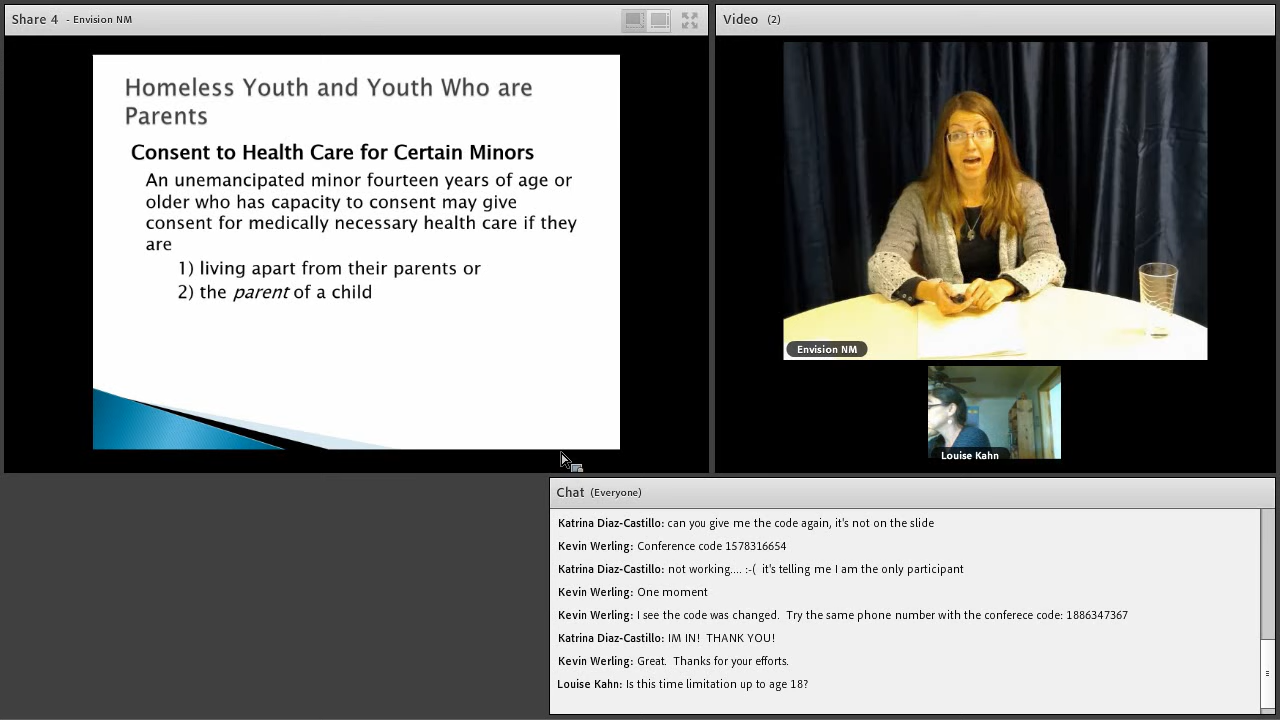 Share 4 - Envision NM
Homeless Youth and Youth Who are
Parents
Consent to Health Care for Certain Minors
An unemancipated minor fourteen years of age or
older who has capacity to consent may give
consent for medically necessary health care if they
are
1) living apart from their parents or
2) the parent of a child
Video (2)
Envision NM
Louise Kahn
Chat (Everyone)
Katrina Diaz-Castillo: can you give me the code again, it's not on the slide
Kevin Werling: Conference code 1578316654
Katrina Diaz-Castillo: not working.... :-( it's telling me I am the only participant
Kevin Werling: One moment
Kevin Werling: I see the code was changed. Try the same phone number with the conferece code: 1886347367
Katrina Diaz-Castillo: IM IN! THANK YOU!
Kevin Werling: Great. Thanks for your efforts.
Louise Kahn: Is this time limitation up to age 18?